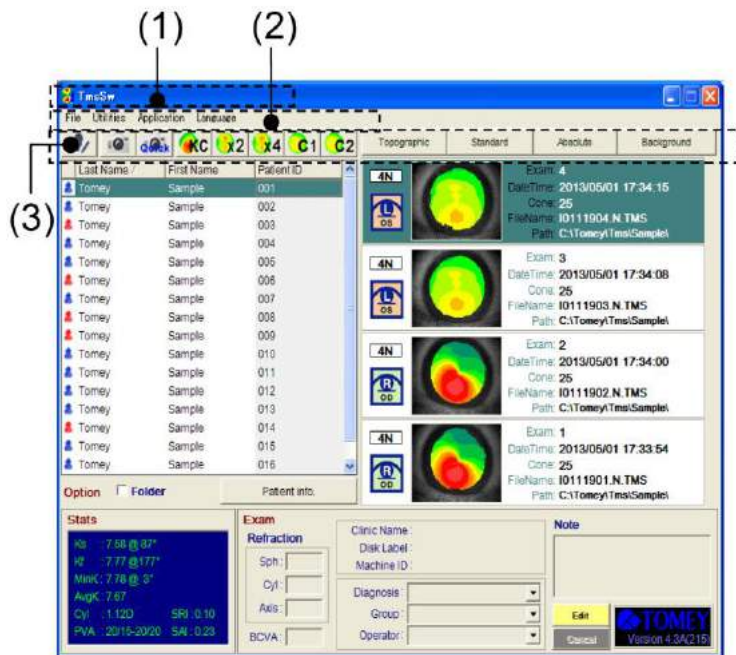 (1)
(2)
TmsSw
File Utilities Application Language
Quick KC x2 x4 C1 C2 Topographic Standard Absolute Background
(3)
Last Name / First Name Patient ID
Tomey Sample 001
Tomey Sample 002
Tomey Sample 003
Tomey Sample 004
Tomey Sample 005
Tomey Sample 006
Tomey Sample 007
Tomey Sample 008
Tomey Sample 009
Tomey Sample 010
Tomey Sample 011
Tomey Sample 012
Tomey Sample 013
Tomey Sample 014
Tomey Sample 015
Tomey Sample 016
4N
L
OS
Exam: 4
DateTime: 2013/05/01 17:34:15
Cone: 25
FileName: I0111904.N.TMS
Path: C:\Tomey\Tms\Sample\
4N
L
OS
Exam: 3
DateTime: 2013/05/01 17:34:08
Cone: 25
FileName: I0111903.N.TMS
Path: C:\Tomey\Tms\Sample\
4N
R
OD
Exam: 2
DateTime: 2013/05/01 17:34:00
Cone: 25
FileName: I0111902.N.TMS
Path: C:\Tomey\Tms\Sample\
4N
R
OD
Exam: 1
DateTime: 2013/05/01 17:33:54
Cone: 25
FileName: I0111901.N.TMS
Path: C:\Tomey\Tms\Sample\
Option Folder Patient info.
Stats
Ks : 7.58 @ 87°
Kf : 7.77 @177°
MinK: 7.78 @ 3°
AvgK: 7.67
Cyl : 1.12D SRI :0.10
PVA : 20/15-20/20 SAI :0.23
Exam
Refraction
Sph :
Cyl :
Axis :
BCVA :
Clinic Name :
Disk Label :
Machine ID :
Diagnosis :
Group :
Operator :
Note
Edit
Cancel
TOMEY
Version 4.3A(215)